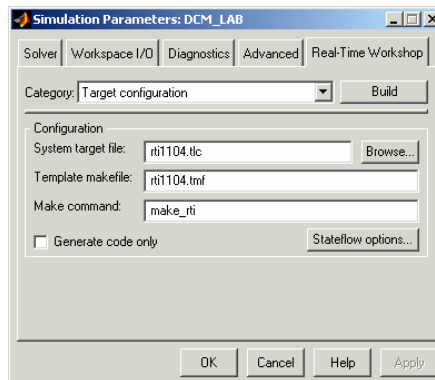 Simulation Parameters: DCM_LAB
Solver Workspace I/O Diagnostics Advanced Real-Time Workshop
Category: Target configuration Build
Configuration
System target file: rti1104.tlc Browse...
Template makefile: rti1104.tmf
Make command: make_rti
Generate code only Stateflow options...
OK Cancel Help Apply